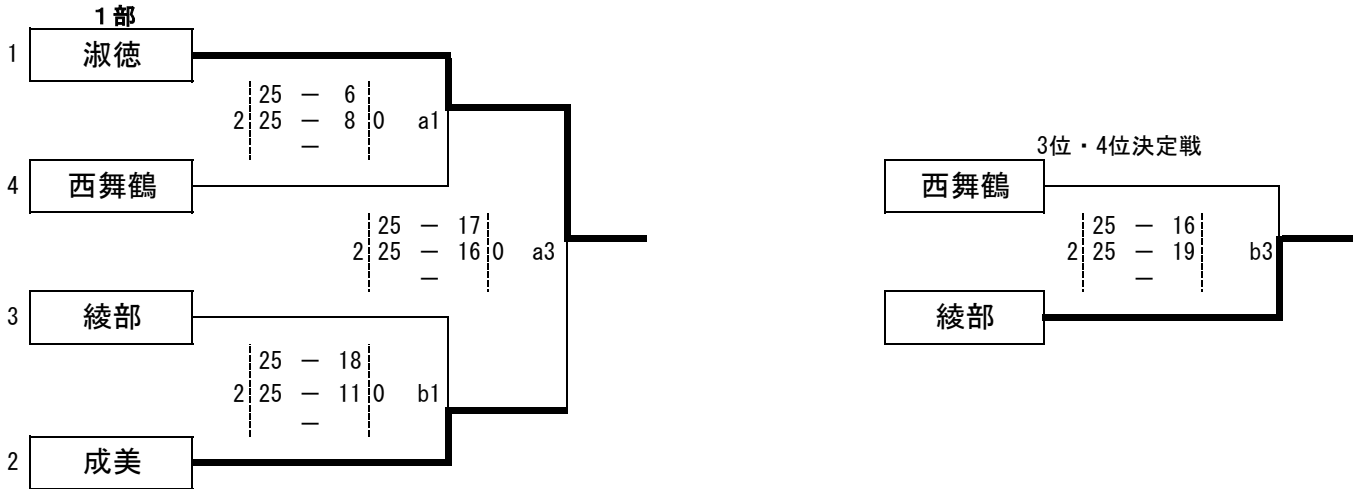 １部
1 淑徳
25 － 6
2 25 － 8 0 a1
－
4 西舞鶴
25 － 17
2 25 － 16 0 a3
－
3 綾部
25 － 18
2 25 － 11 0 b1
－
2 成美
3位・4位決定戦
西舞鶴
25 － 16
2 25 － 19 b3
－
綾部